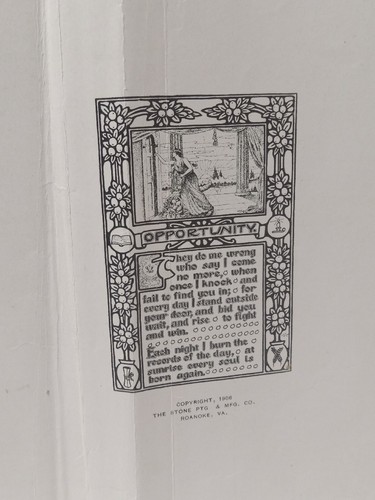 OPPORTUNITY.
They do me wrong
who say I come
no more, when
once I knock and
fail to find you in; for
every day I stand outside
your door, and bid you
wait, and rise to fight
and win.
Each night I burn the
records of the day, at
sunrise every soul is
born again.
COPYRIGHT, 1908
THE STONE PTG. & MFG. CO.
ROANOKE, VA.